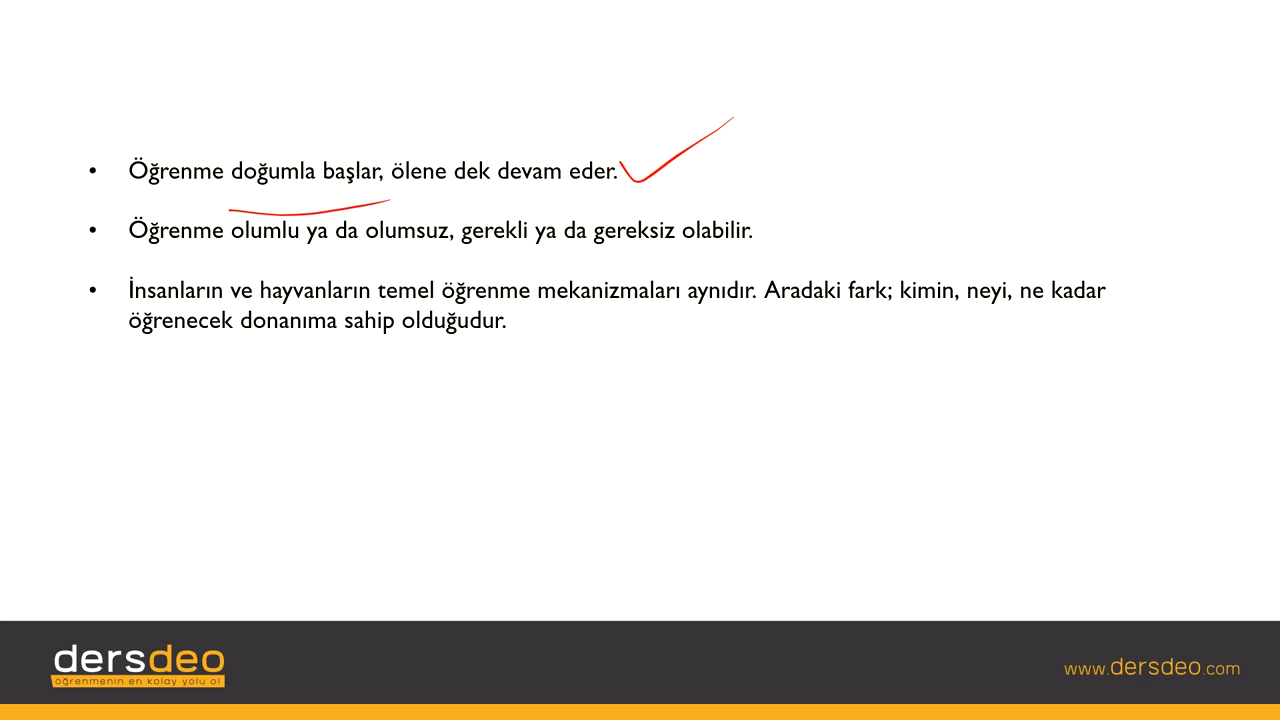 • Öğrenme doğumla başlar, ölene dek devam eder.
• Öğrenme olumlu ya da olumsuz, gerekli ya da gereksiz olabilir.
• İnsanların ve hayvanların temel öğrenme mekanizmaları aynıdır. Aradaki fark; kimin, neyi, ne kadar
öğrenecek donanıma sahip olduğudur.
dersdeo
öğrenmenin en kolay yolu o!
www.dersdeo.com